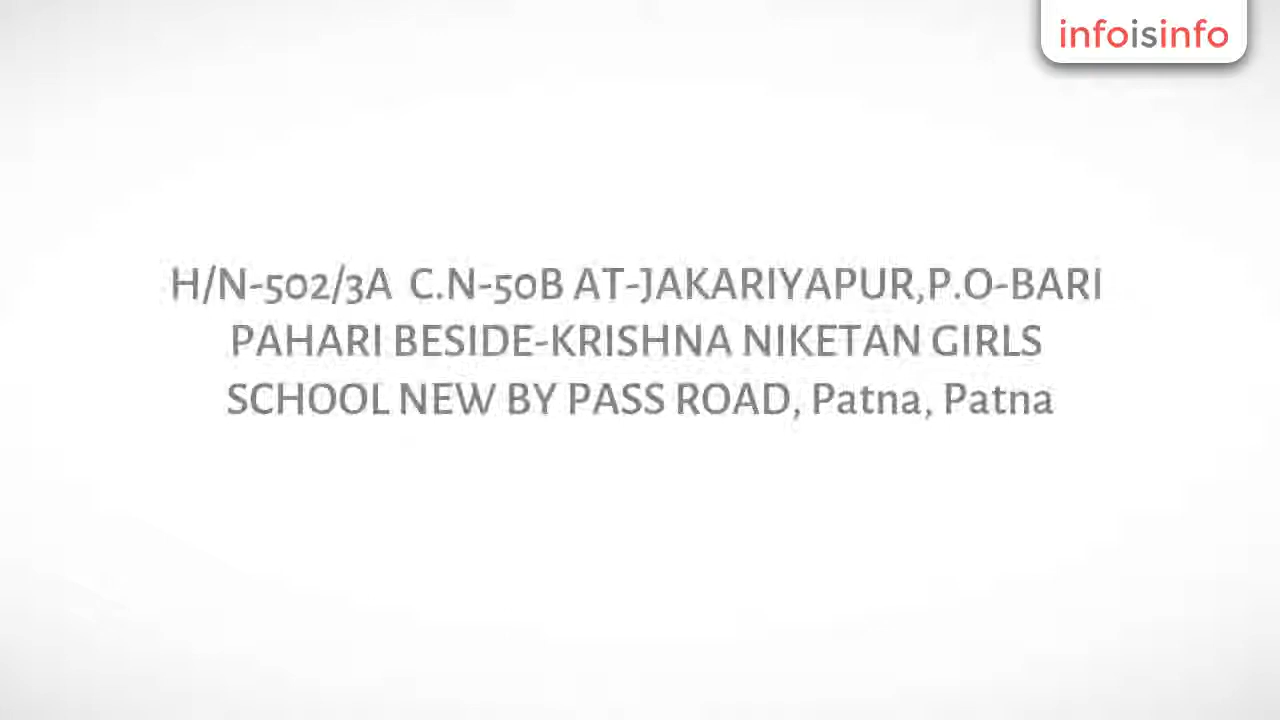 infoisinfo
H/N-502/3A C.N-50B AT-JAKARIYAPUR,P.O-BARI
PAHARI BESIDE-KRISHNA NIKETAN GIRLS
SCHOOL NEW BY PASS ROAD, Patna, Patna